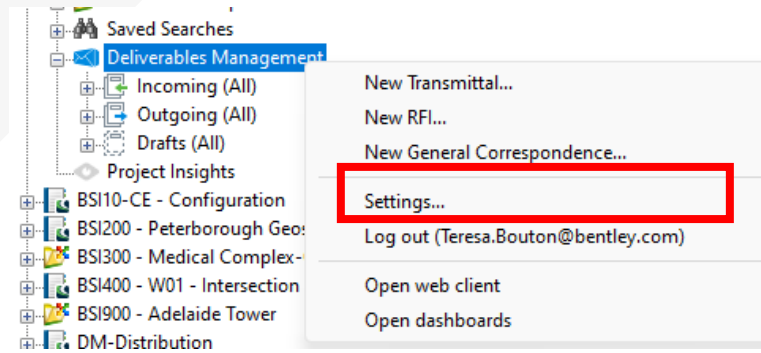 Saved Searches
Deliverables Management
Incoming (All)
Outgoing (All)
Drafts (All)
Project Insights
BSI10-CE - Configuration
BSI200 - Peterborough
BSI300 - Medical Complex-
BSI400 - W01 - Intersection
BSI900 - Adelaide Tower
DM-Distribution
New Transmittal...
New RFI...
New General Correspondence...
Settings...
Log out (Teresa.Bouton@bentley.com)
Open web client
Open dashboards